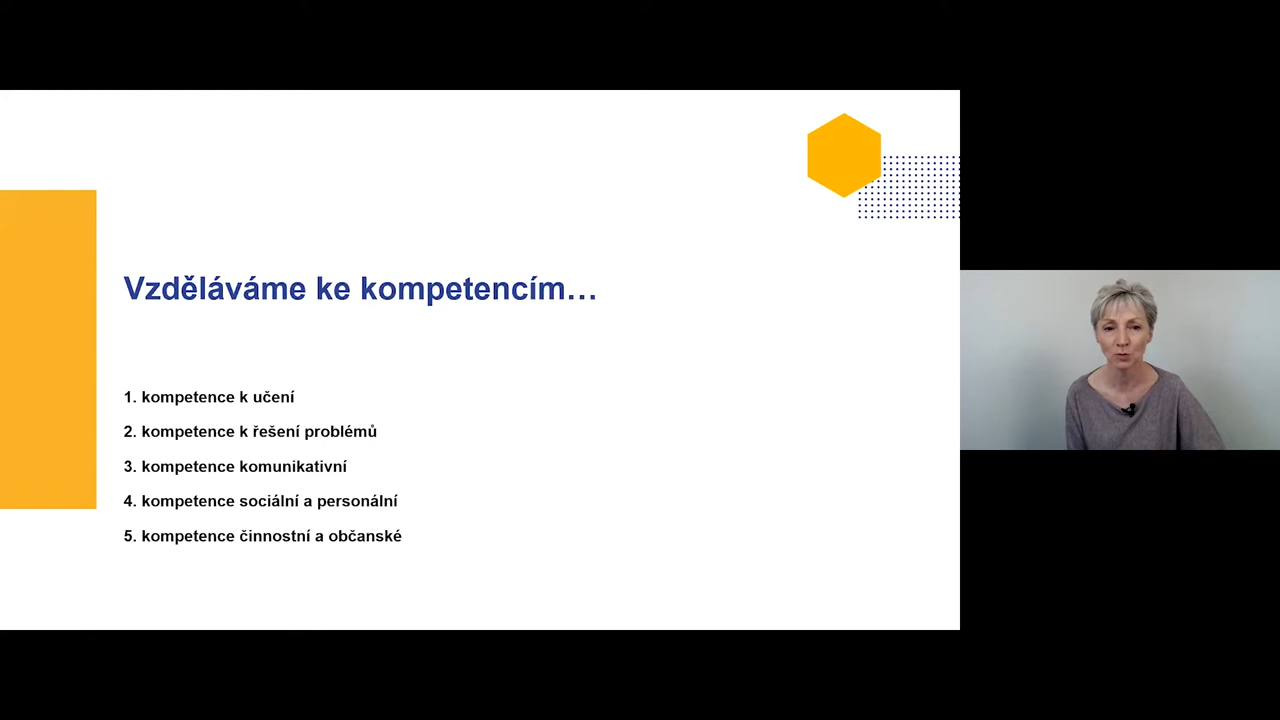 Vzděláváme ke kompetencím…
1. kompetence k učení
2. kompetence k řešení problémů
3. kompetence komunikativní
4. kompetence sociální a personální
5. kompetence činnostní a občanské